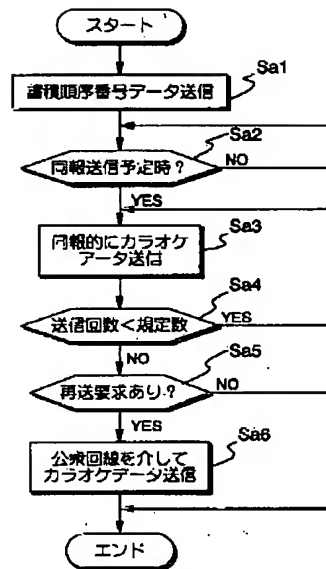 スタート
Sa1
蓄積順序番号データ送信
Sa2
同報送信予定時?
NO
YES
Sa3
同報的にカラオケ
データ送信
Sa4
送信回数<規定数
YES
NO
Sa5
再送要求あり?
NO
YES
Sa6
公衆回線を介して
カラオケデータ送信
エンド